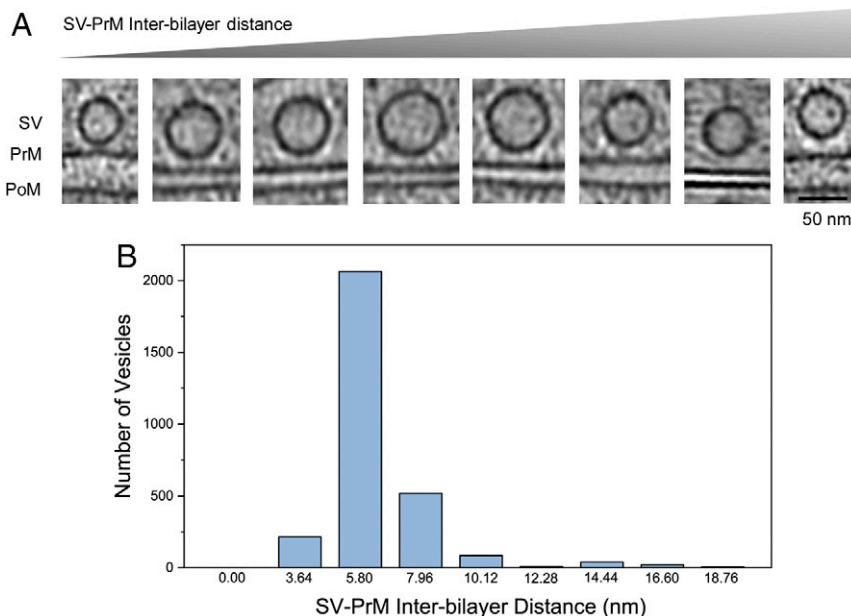 A
SV-PrM Inter-bilayer distance
SV
PrM
PoM
50 nm
B
Number of Vesicles
2000
1500
1000
500
0
0.00 3.64 5.80 7.96 10.12 12.28 14.44 16.60 18.76
SV-PrM Inter-bilayer Distance (nm)